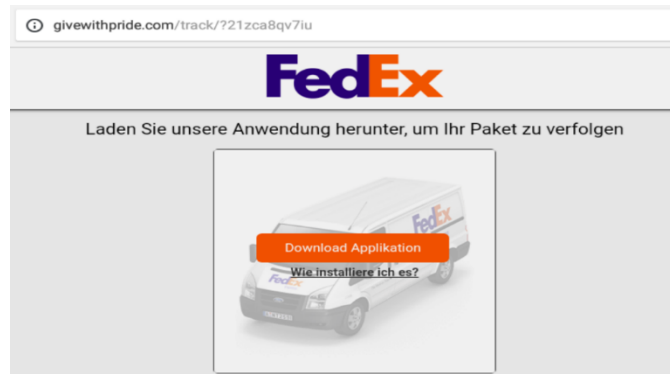 givewithpride.com/track/?21zca8qv7iu
FedEx
Laden Sie unsere Anwendung herunter, um Ihr Paket zu verfolgen
FedEx
Download Applikation
Wie installiere ich es?
FedEx